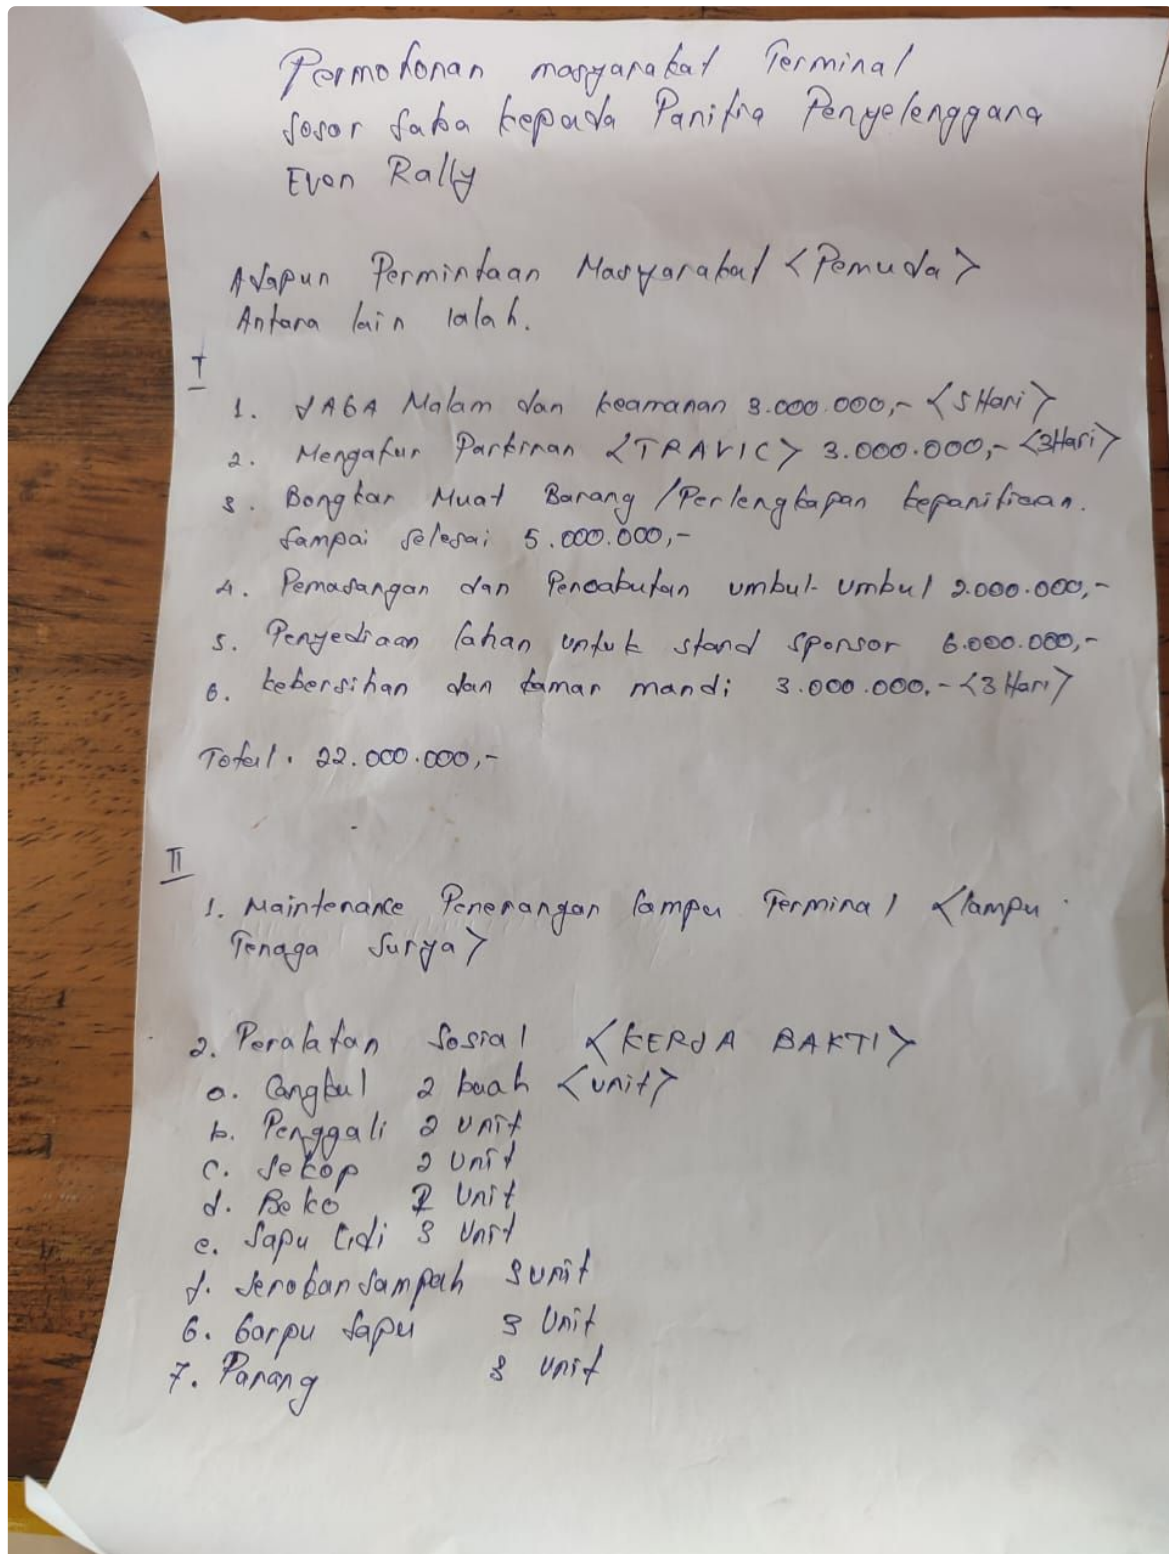 Permohonan masyarakat Terminal
Sosor Saba kepada Panitia Penyelenggara
Even Rally
Adapun Permintaan Masyarakat <Pemuda>
Antara lain ialah.
I
1. JAGA Malam dan keamanan 3.000.000,- <5 Hari>
2. Mengatur Parkiran <TRAVIC> 3.000.000,- <3Hari>
3. Bongkar Muat Barang /Perlengkapan kepanitiaan.
Sampai Selesai 5.000.000,-
4. Pemasangan dan Pencabutan umbul-umbul 2.000.000,-
5. Penyediaan lahan untuk stand sponsor 6.000.000,-
6. kebersihan dan kamar mandi 3.000.000.- <3 Hari>
Total. 22.000.000,-
II
1. Maintenance Penerangan lampu Terminal <lampu
Tenaga Surya>
2. Peralatan Sosial <KERJA BAKTI>
a. Cangkul 2 buah <unit>
b. Penggali 2 unit
c. Sekop 2 Unit
d. Beko 2 Unit
e. Sapu Lidi 3 Unit
f. Serokan Sampah 3 unit
6. Garpu Sapu 3 Unit
7. Parang 3 unit